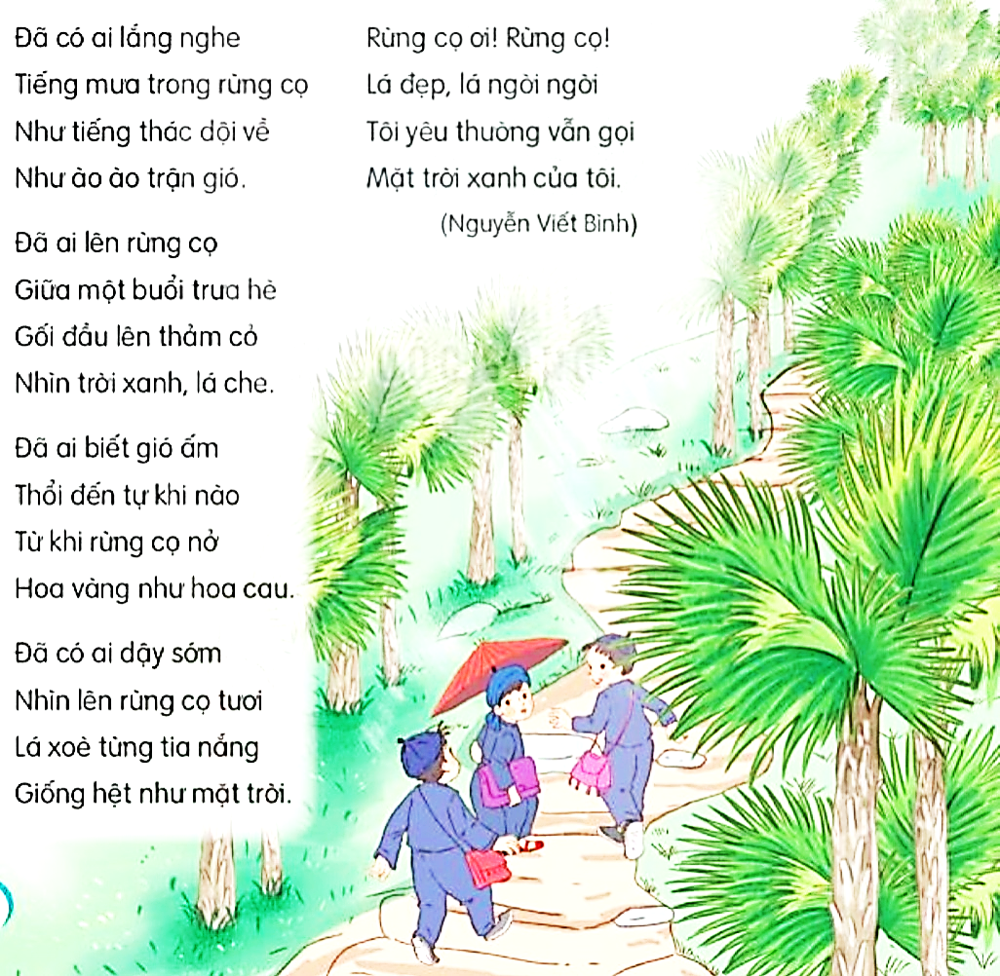 Đã có ai lắng nghe
Tiếng mưa trong rừng cọ
Như tiếng thác dội về
Như ào ào trận gió.
Đã ai lên rừng cọ
Giữa một buổi trưa hè
Gối đầu lên thảm cỏ
Nhìn trời xanh, lá che.
Đã ai biết gió ấm
Thổi đến tự khi nào
Từ khi rừng cọ nở
Hoa vàng như hoa cau.
Đã có ai dậy sớm
Nhìn lên rừng cọ tươi
Lá xoè từng tia nắng
Giống hệt như mặt trời.
Rừng cọ ơi! Rừng cọ!
Lá đẹp, lá ngời ngời
Tôi yêu thường vẫn gọi
Mặt trời xanh của tôi.
(Nguyễn Viết Bình)